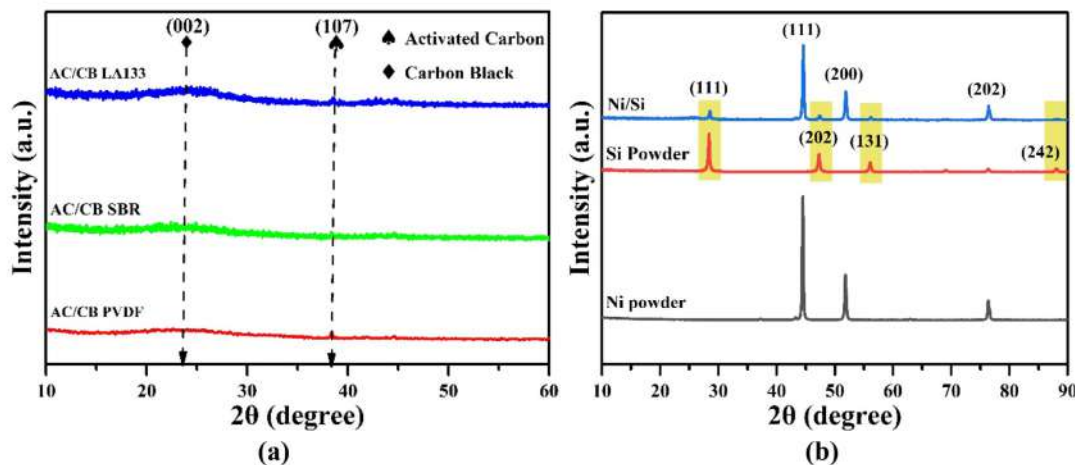 (002)
(107)
♠ Activated Carbon
♦ Carbon Black
AC/CB LA133
AC/CB SBR
AC/CB PVDF
Intensity (a.u.)
10 20 30 40 50 60
2θ (degree)
(a)
(111)
(200)
(202)
(111)
Ni/Si
(202)
(131)
(242)
Si Powder
Ni powder
Intensity (a.u.)
10 20 30 40 50 60 70 80 90
2θ (degree)
(b)